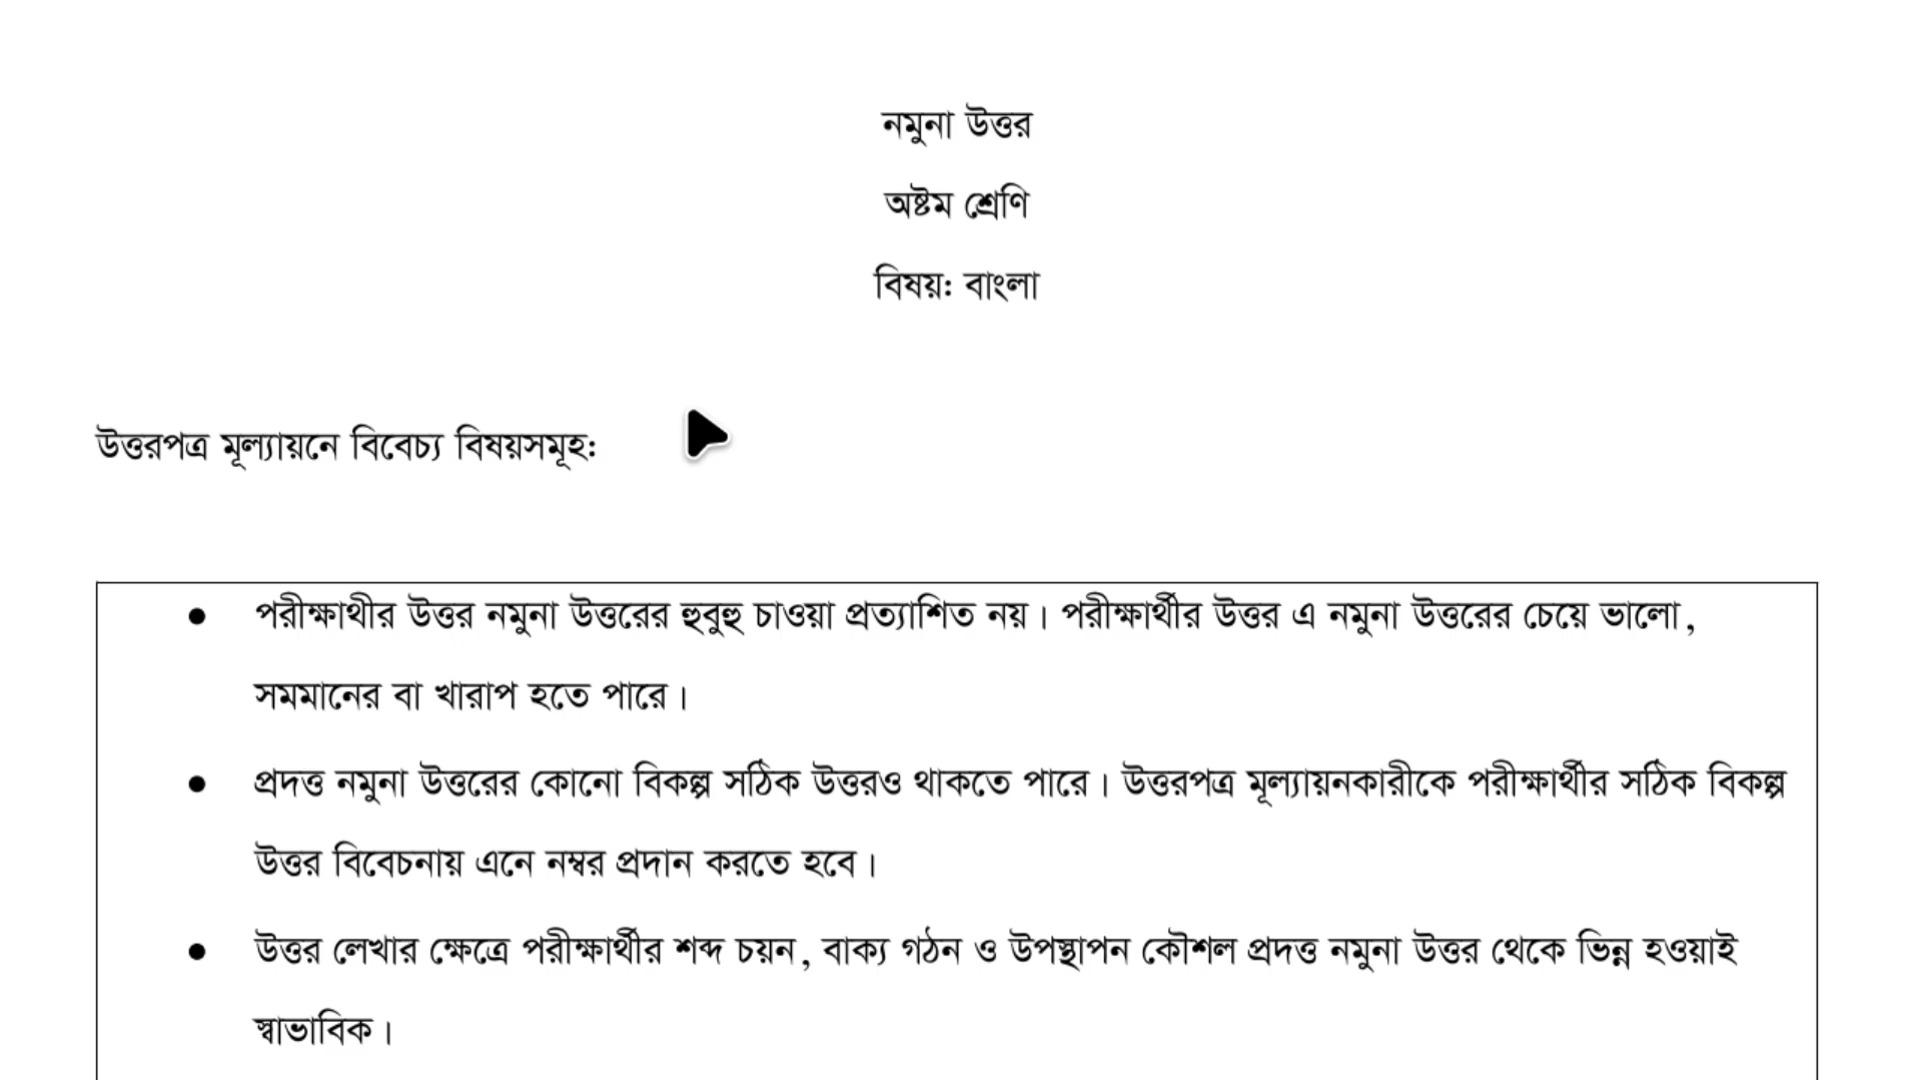 নমুনা উত্তর
অষ্টম শ্রেণি
বিষয়: বাংলা
উত্তরপত্র মূল্যায়নে বিবেচ্য বিষয়সমূহ:
● পরীক্ষাথীর উত্তর নমুনা উত্তরের হুবুহু চাওয়া প্রত্যাশিত নয়। পরীক্ষার্থীর উত্তর এ নমুনা উত্তরের চেয়ে ভালো,
সমমানের বা খারাপ হতে পারে।
● প্রদত্ত নমুনা উত্তরের কোনো বিকল্প সঠিক উত্তরও থাকতে পারে। উত্তরপত্র মূল্যায়নকারীকে পরীক্ষার্থীর সঠিক বিকল্প
উত্তর বিবেচনায় এনে নম্বর প্রদান করতে হবে।
● উত্তর লেখার ক্ষেত্রে পরীক্ষার্থীর শব্দ চয়ন, বাক্য গঠন ও উপস্থাপন কৌশল প্রদত্ত নমুনা উত্তর থেকে ভিন্ন হওয়াই
স্বাভাবিক।